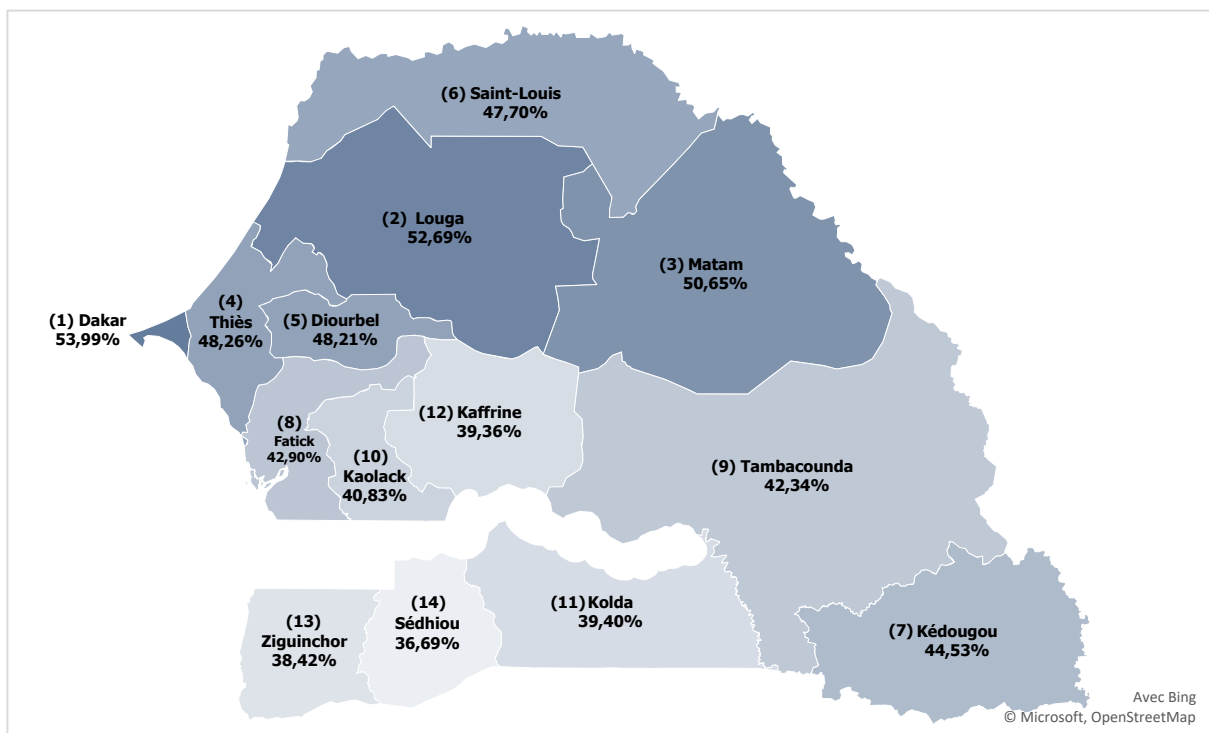 (6) Saint-Louis
47,70%
(2) Louga
52,69%
(3) Matam
50,65%
(1) Dakar
53,99%
(4)
Thiès
48,26%
(5) Diourbel
48,21%
(12) Kaffrine
39,36%
(8)
Fatick
42,90%
(10)
Kaolack
40,83%
(9) Tambacounda
42,34%
(13)
Ziguinchor
38,42%
(14)
Sédhiou
36,69%
(11) Kolda
39,40%
(7) Kédougou
44,53%
Avec Bing
© Microsoft, OpenStreetMap